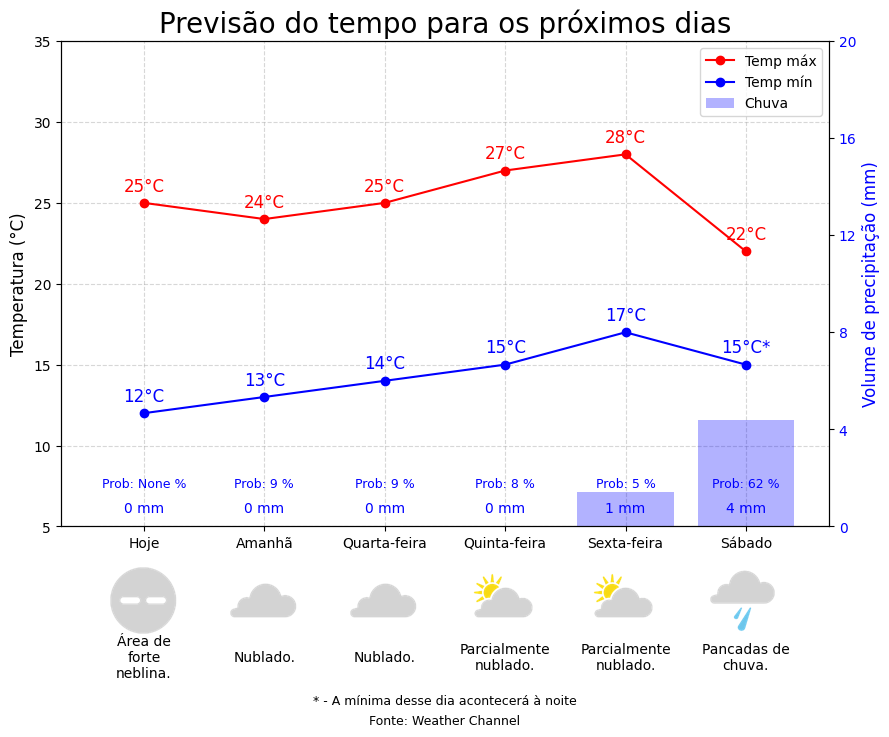 Previsão do tempo para os próximos dias
35
30
25
20
15
10
5
Temperatura (°C)
20
16
12
8
4
0
Volume de precipitação (mm)
Temp máx
Temp mín
Chuva
25°C
24°C
25°C
27°C
28°C
22°C
12°C
13°C
14°C
15°C
17°C
15°C*
Prob: None %
Prob: 9 %
Prob: 9 %
Prob: 8 %
Prob: 5 %
Prob: 62 %
0 mm
0 mm
0 mm
0 mm
1 mm
4 mm
Hoje
Amanhã
Quarta-feira
Quinta-feira
Sexta-feira
Sábado
Área de
forte
neblina.
Nublado.
Nublado.
Parcialmente
nublado.
Parcialmente
nublado.
Pancadas de
chuva.
* - A mínima desse dia acontecerá à noite
Fonte: Weather Channel